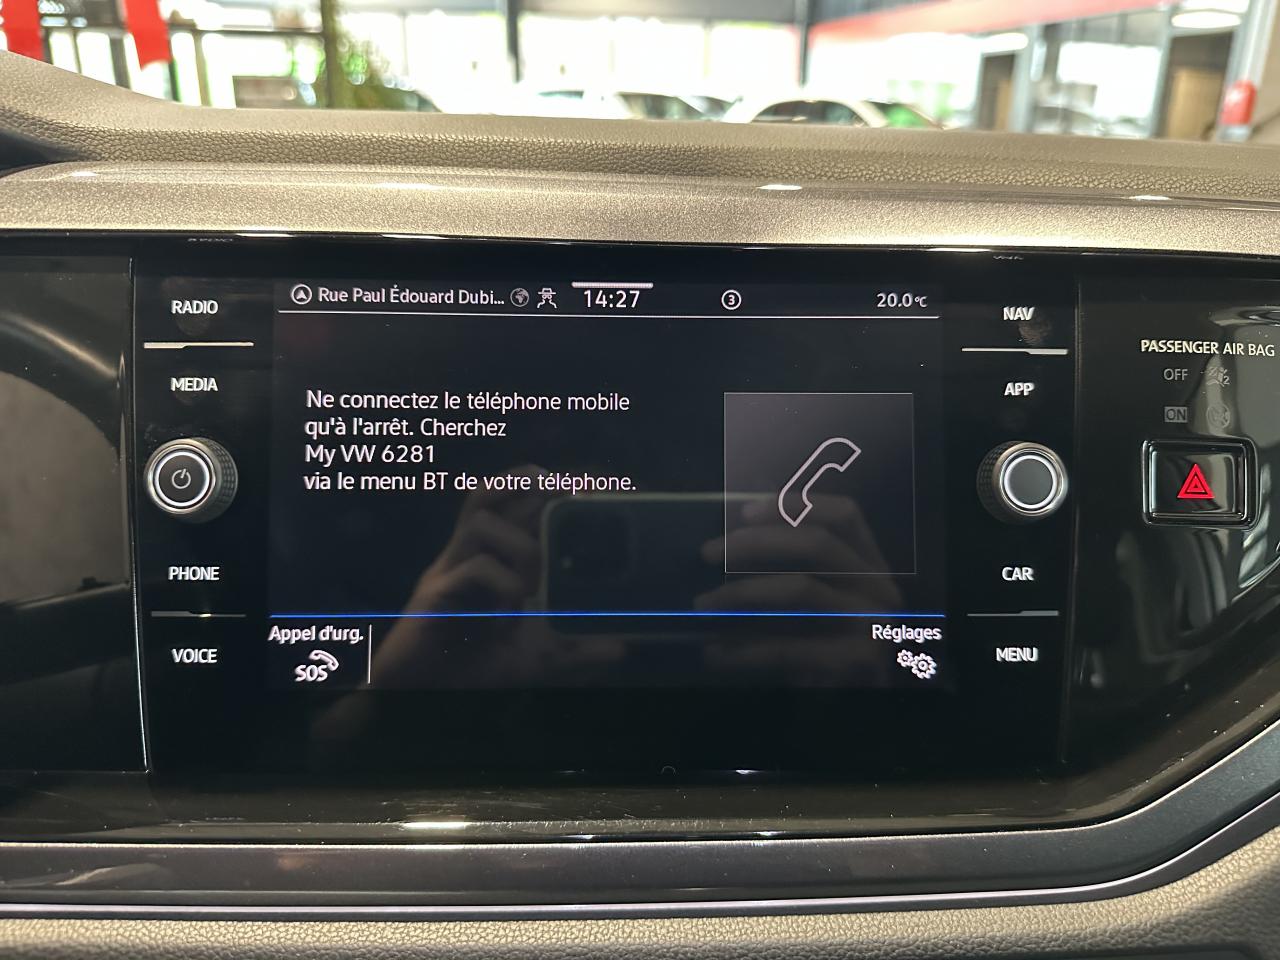 RADIO
MEDIA
PHONE
VOICE
Rue Paul Édouard Dubi... 14:27 3 20.0°C
Ne connectez le téléphone mobile
qu'à l'arrêt. Cherchez
My VW 6281
via le menu BT de votre téléphone.
Appel d'urg.
SOS
Réglages
NAV
APP
CAR
MENU
PASSENGER AIR BAG
OFF
ON